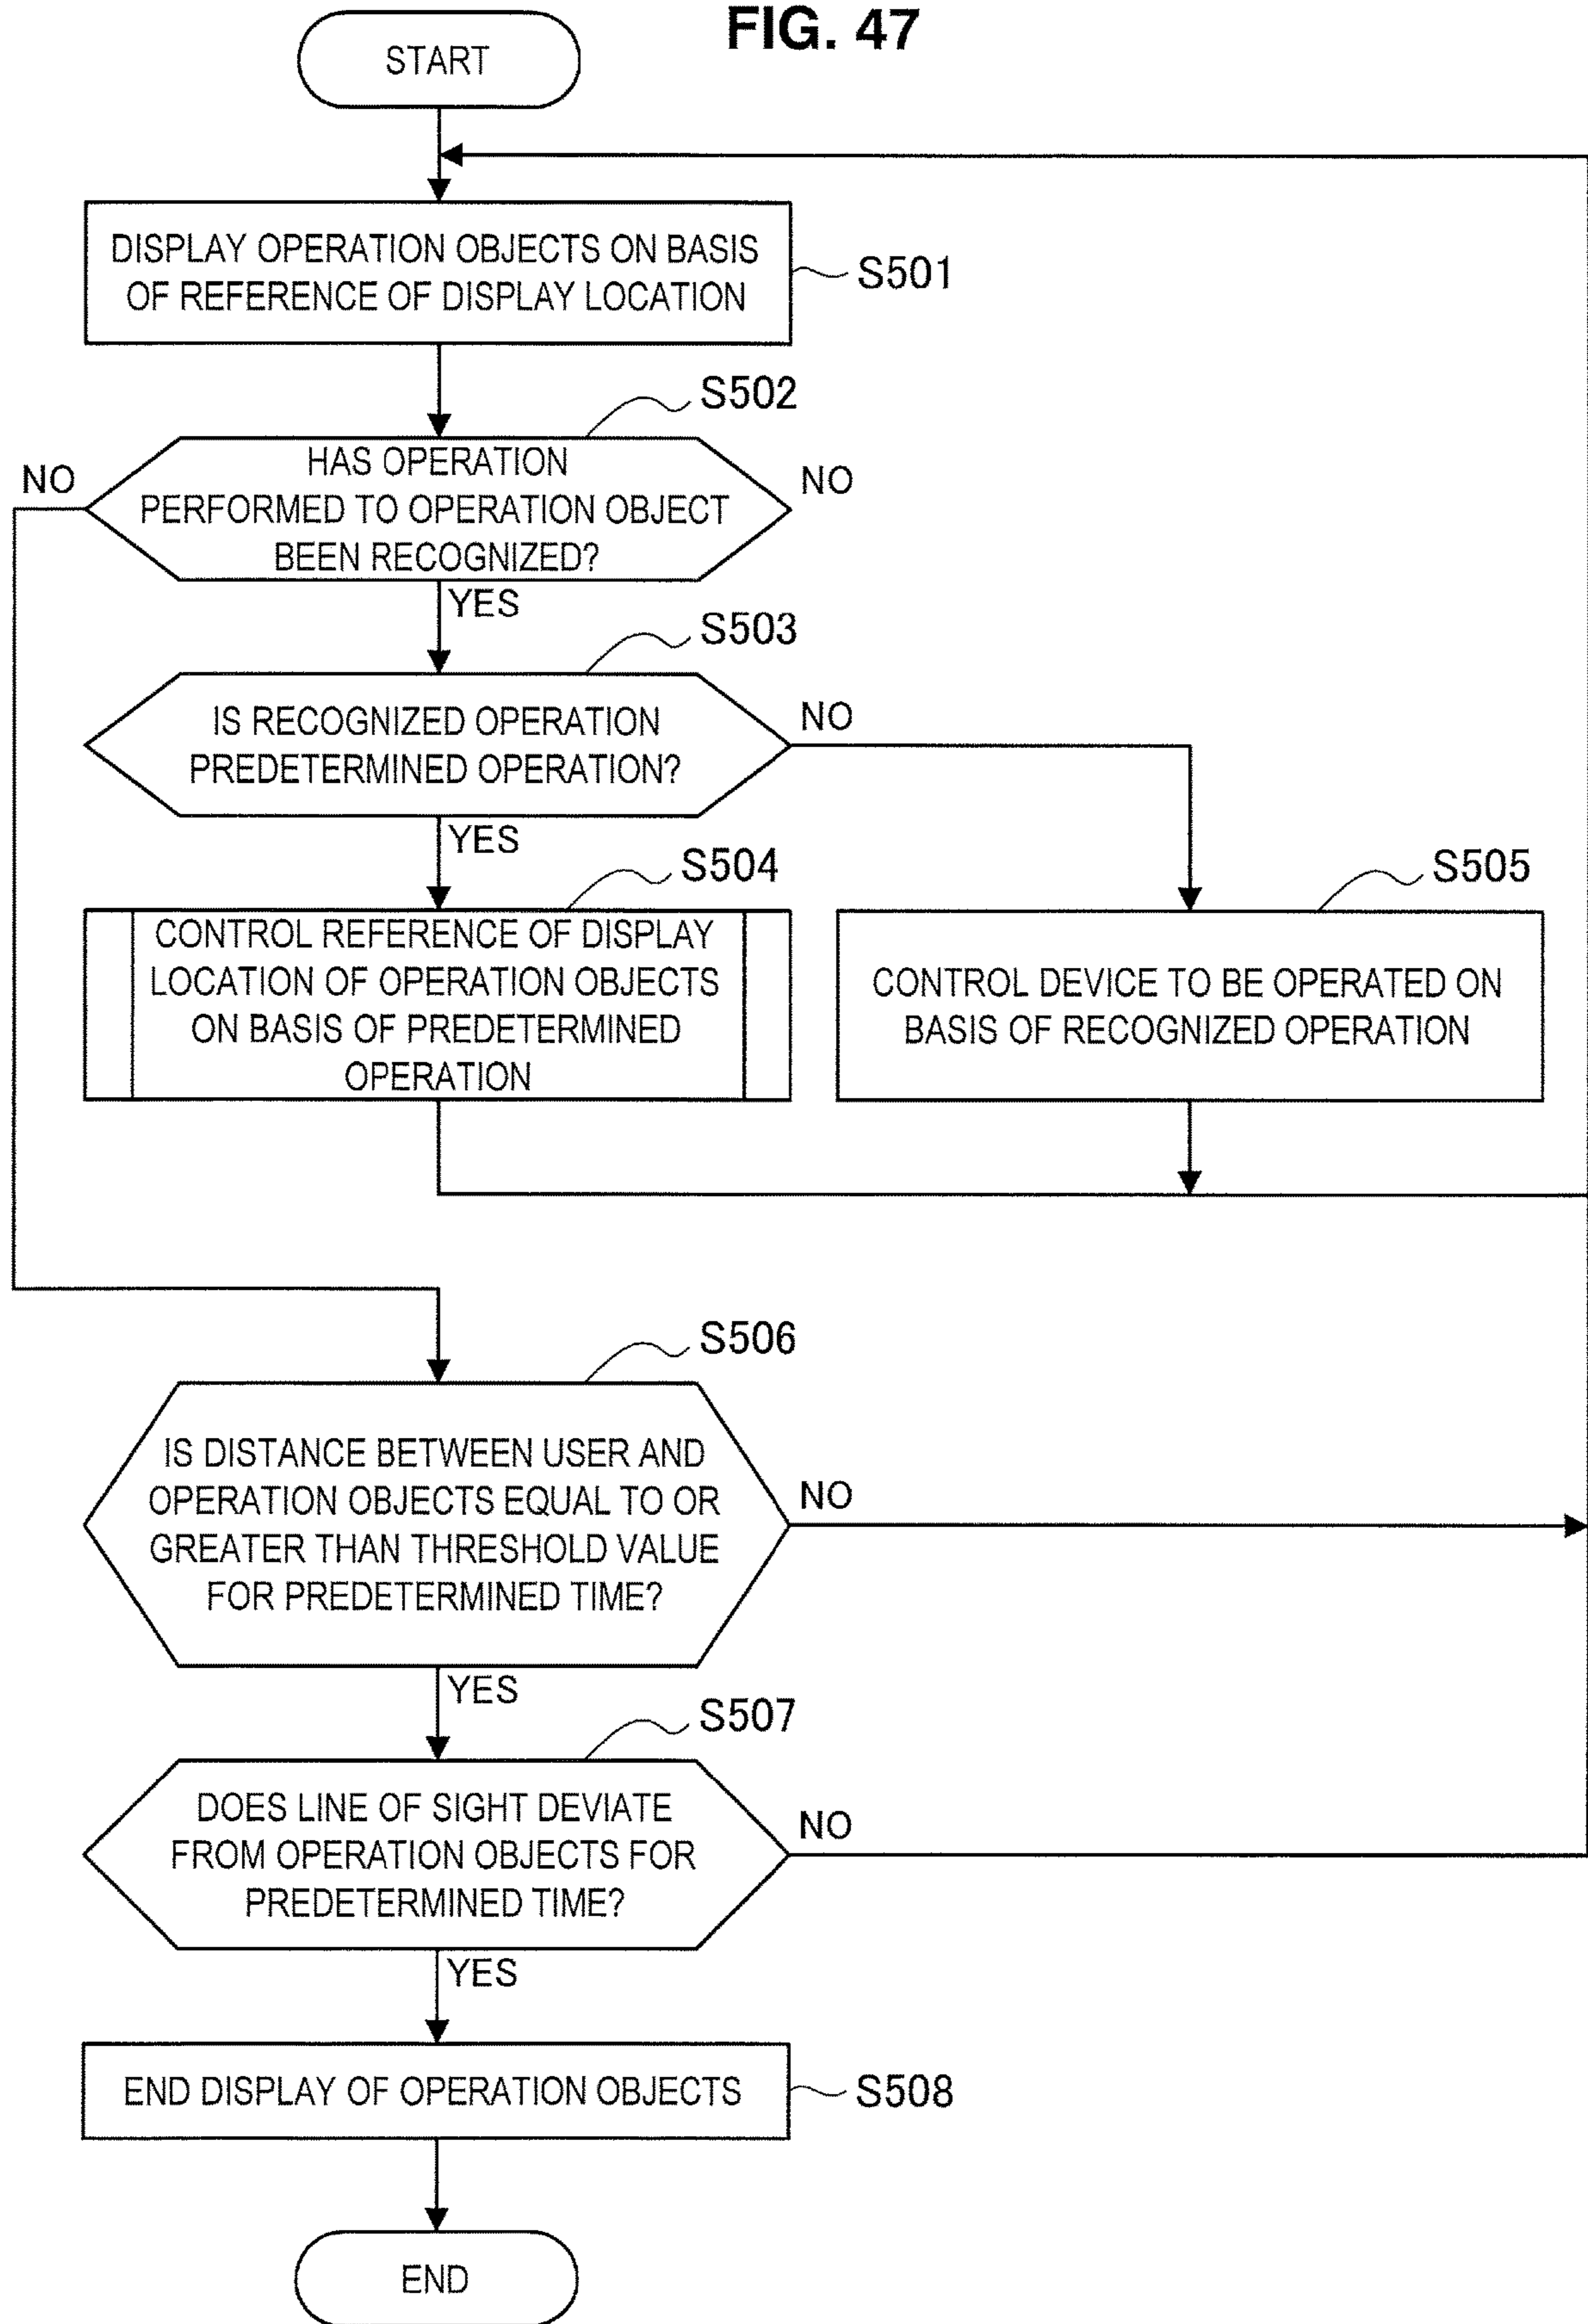 FIG. 47
START
DISPLAY OPERATION OBJECTS ON BASIS
OF REFERENCE OF DISPLAY LOCATION
S501
S502
NO
HAS OPERATION
PERFORMED TO OPERATION OBJECT
BEEN RECOGNIZED?
NO
YES
S503
IS RECOGNIZED OPERATION
PREDETERMINED OPERATION?
NO
YES
S504
CONTROL REFERENCE OF DISPLAY
LOCATION OF OPERATION OBJECTS
ON BASIS OF PREDETERMINED
OPERATION
S505
CONTROL DEVICE TO BE OPERATED ON
BASIS OF RECOGNIZED OPERATION
S506
IS DISTANCE BETWEEN USER AND
OPERATION OBJECTS EQUAL TO OR
GREATER THAN THRESHOLD VALUE
FOR PREDETERMINED TIME?
NO
YES
S507
DOES LINE OF SIGHT DEVIATE
FROM OPERATION OBJECTS FOR
PREDETERMINED TIME?
NO
YES
END DISPLAY OF OPERATION OBJECTS
S508
END